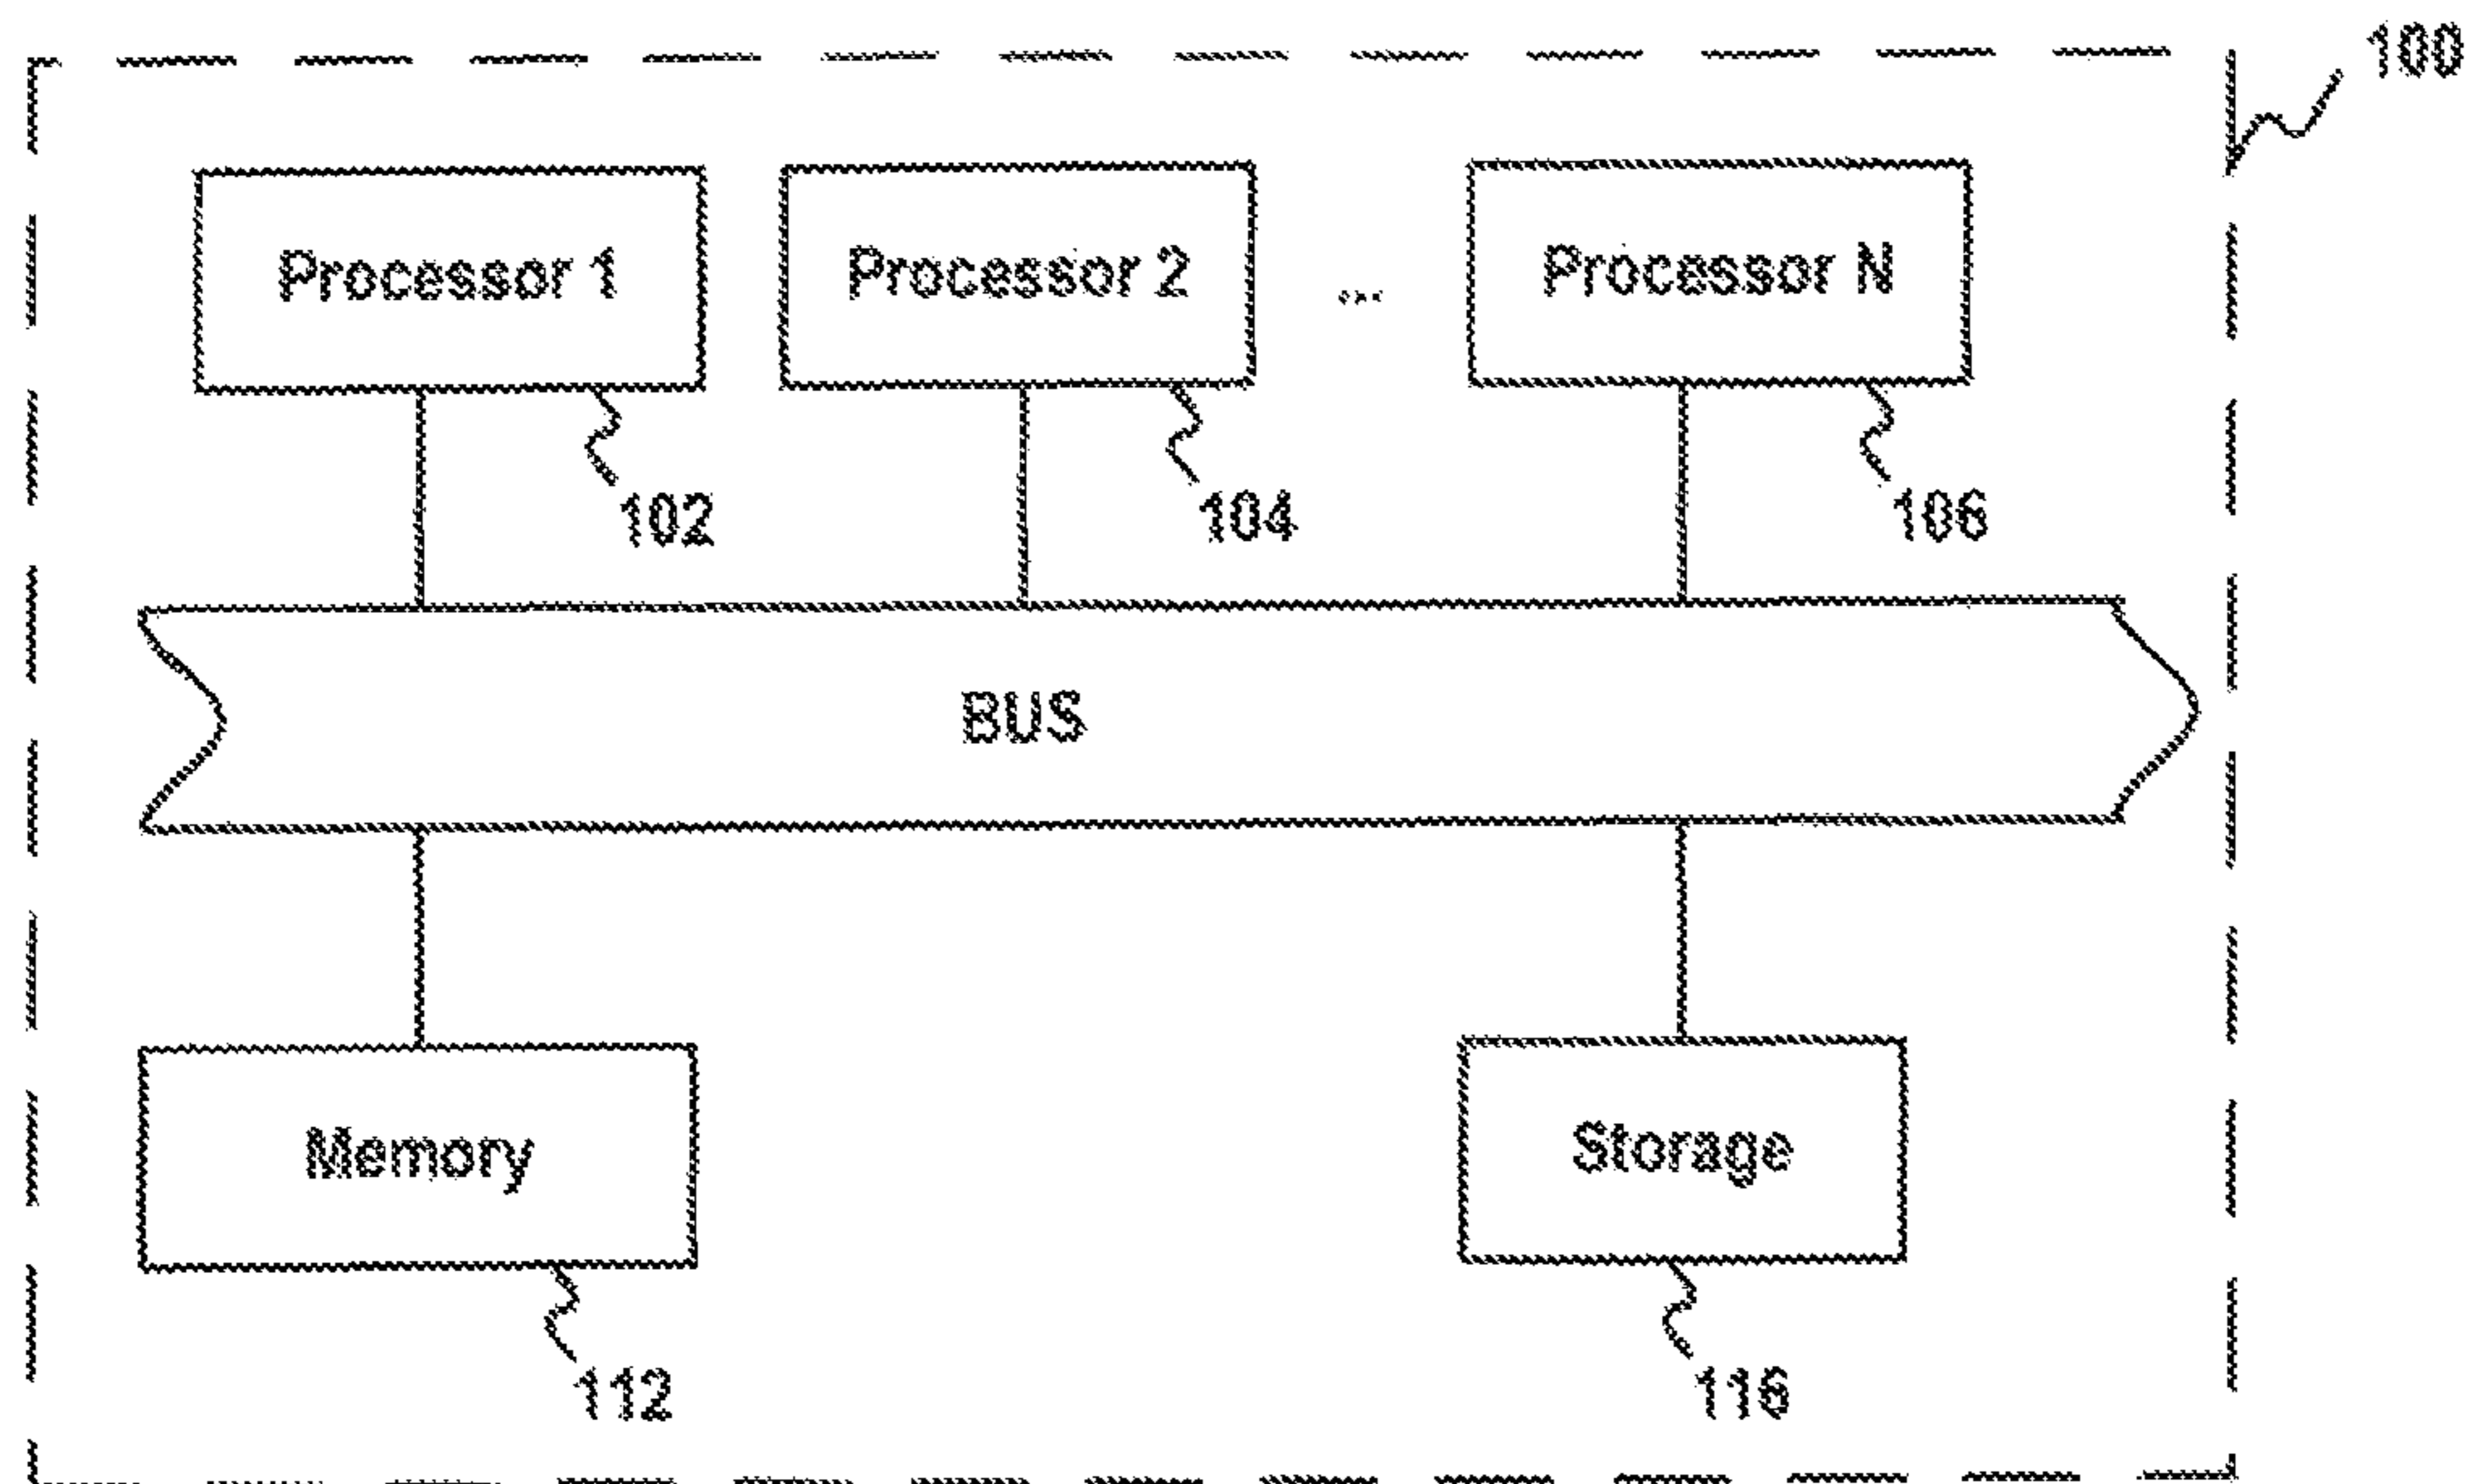 100
Processor 1
Processor 2
...
Processor N
102
104
106
BUS
Memory
Storage
112
116